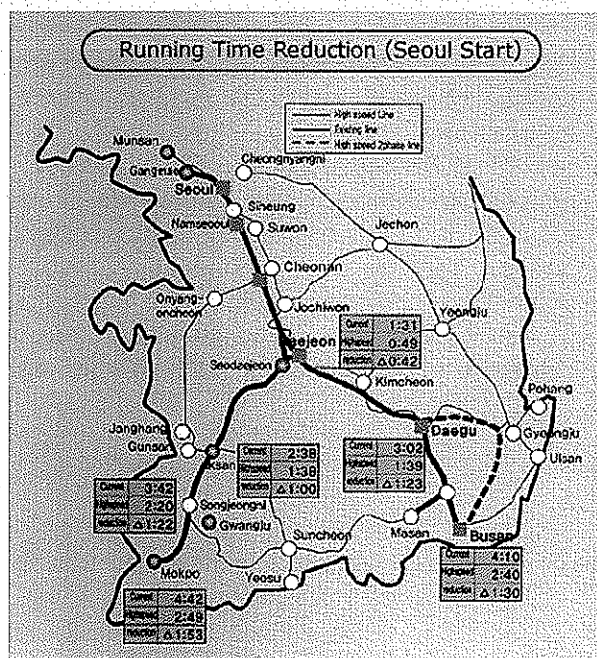 Running Time Reduction (Seoul Start)
High speed Line
Existing line
High speed 2phase line
Munsan
Cheongnyangni
Seoul
Siheung
Namseoul
Suwon
Jechon
Cheonan
Onyang-
oncheon
Jochiwon
Yeongju
Current 1:31
Highspeed 0:49
reduction △0:42
Seodaejeon
Kimcheon
Pohang
Janghang
Gunsan
Daegu
Gyeongju
Ulsan
Iksan
Current 2:38
Highspeed 1:38
reduction △1:00
Current 3:02
Highspeed 1:39
reduction △1:23
Current 3:42
Highspeed 2:20
reduction △1:22
Songjeongni
Gwangju
Suncheon
Masan
Busan
Mokpo
Yeosu
Current 4:10
Highspeed 2:40
reduction △1:30
Current 4:42
Highspeed 2:49
reduction △1:53